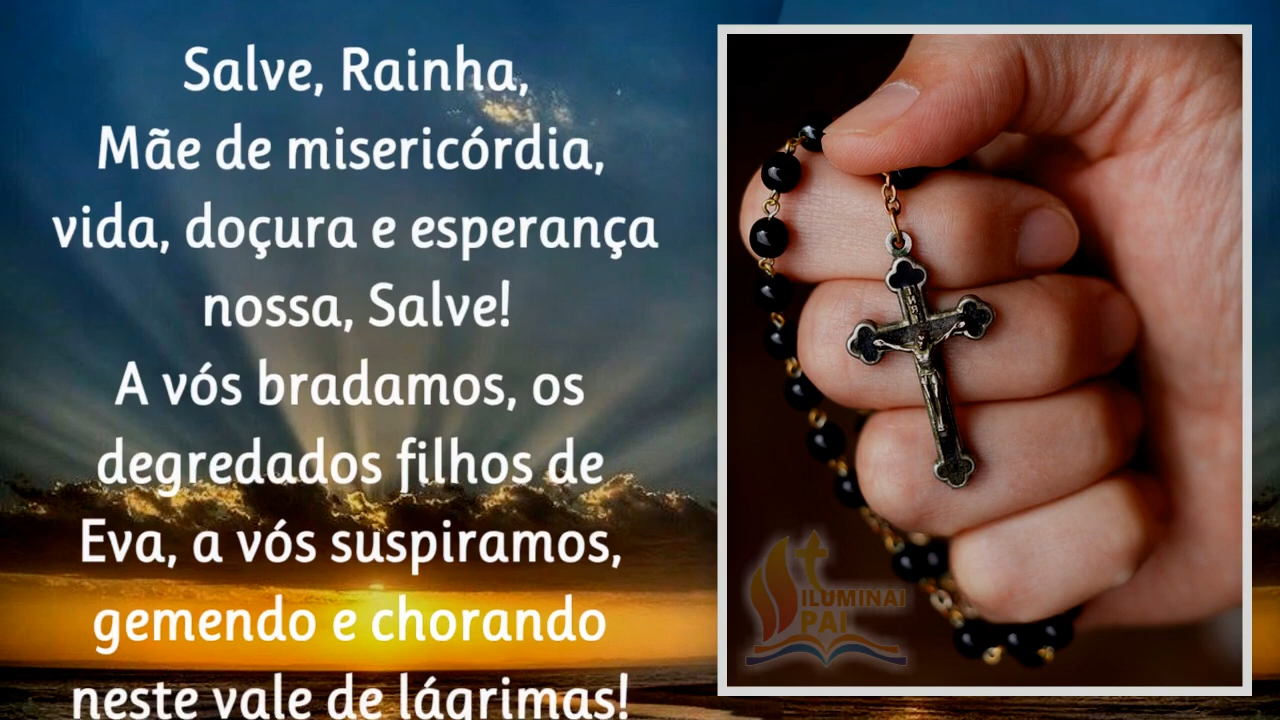 Salve, Rainha,
Mãe de misericórdia,
vida, doçura e esperança
nossa, Salve!
A vós bradamos, os
degredados filhos de
Eva, a vós suspiramos,
gemendo e chorando
neste vale de lágrimas!
ILUMINAI
PAI